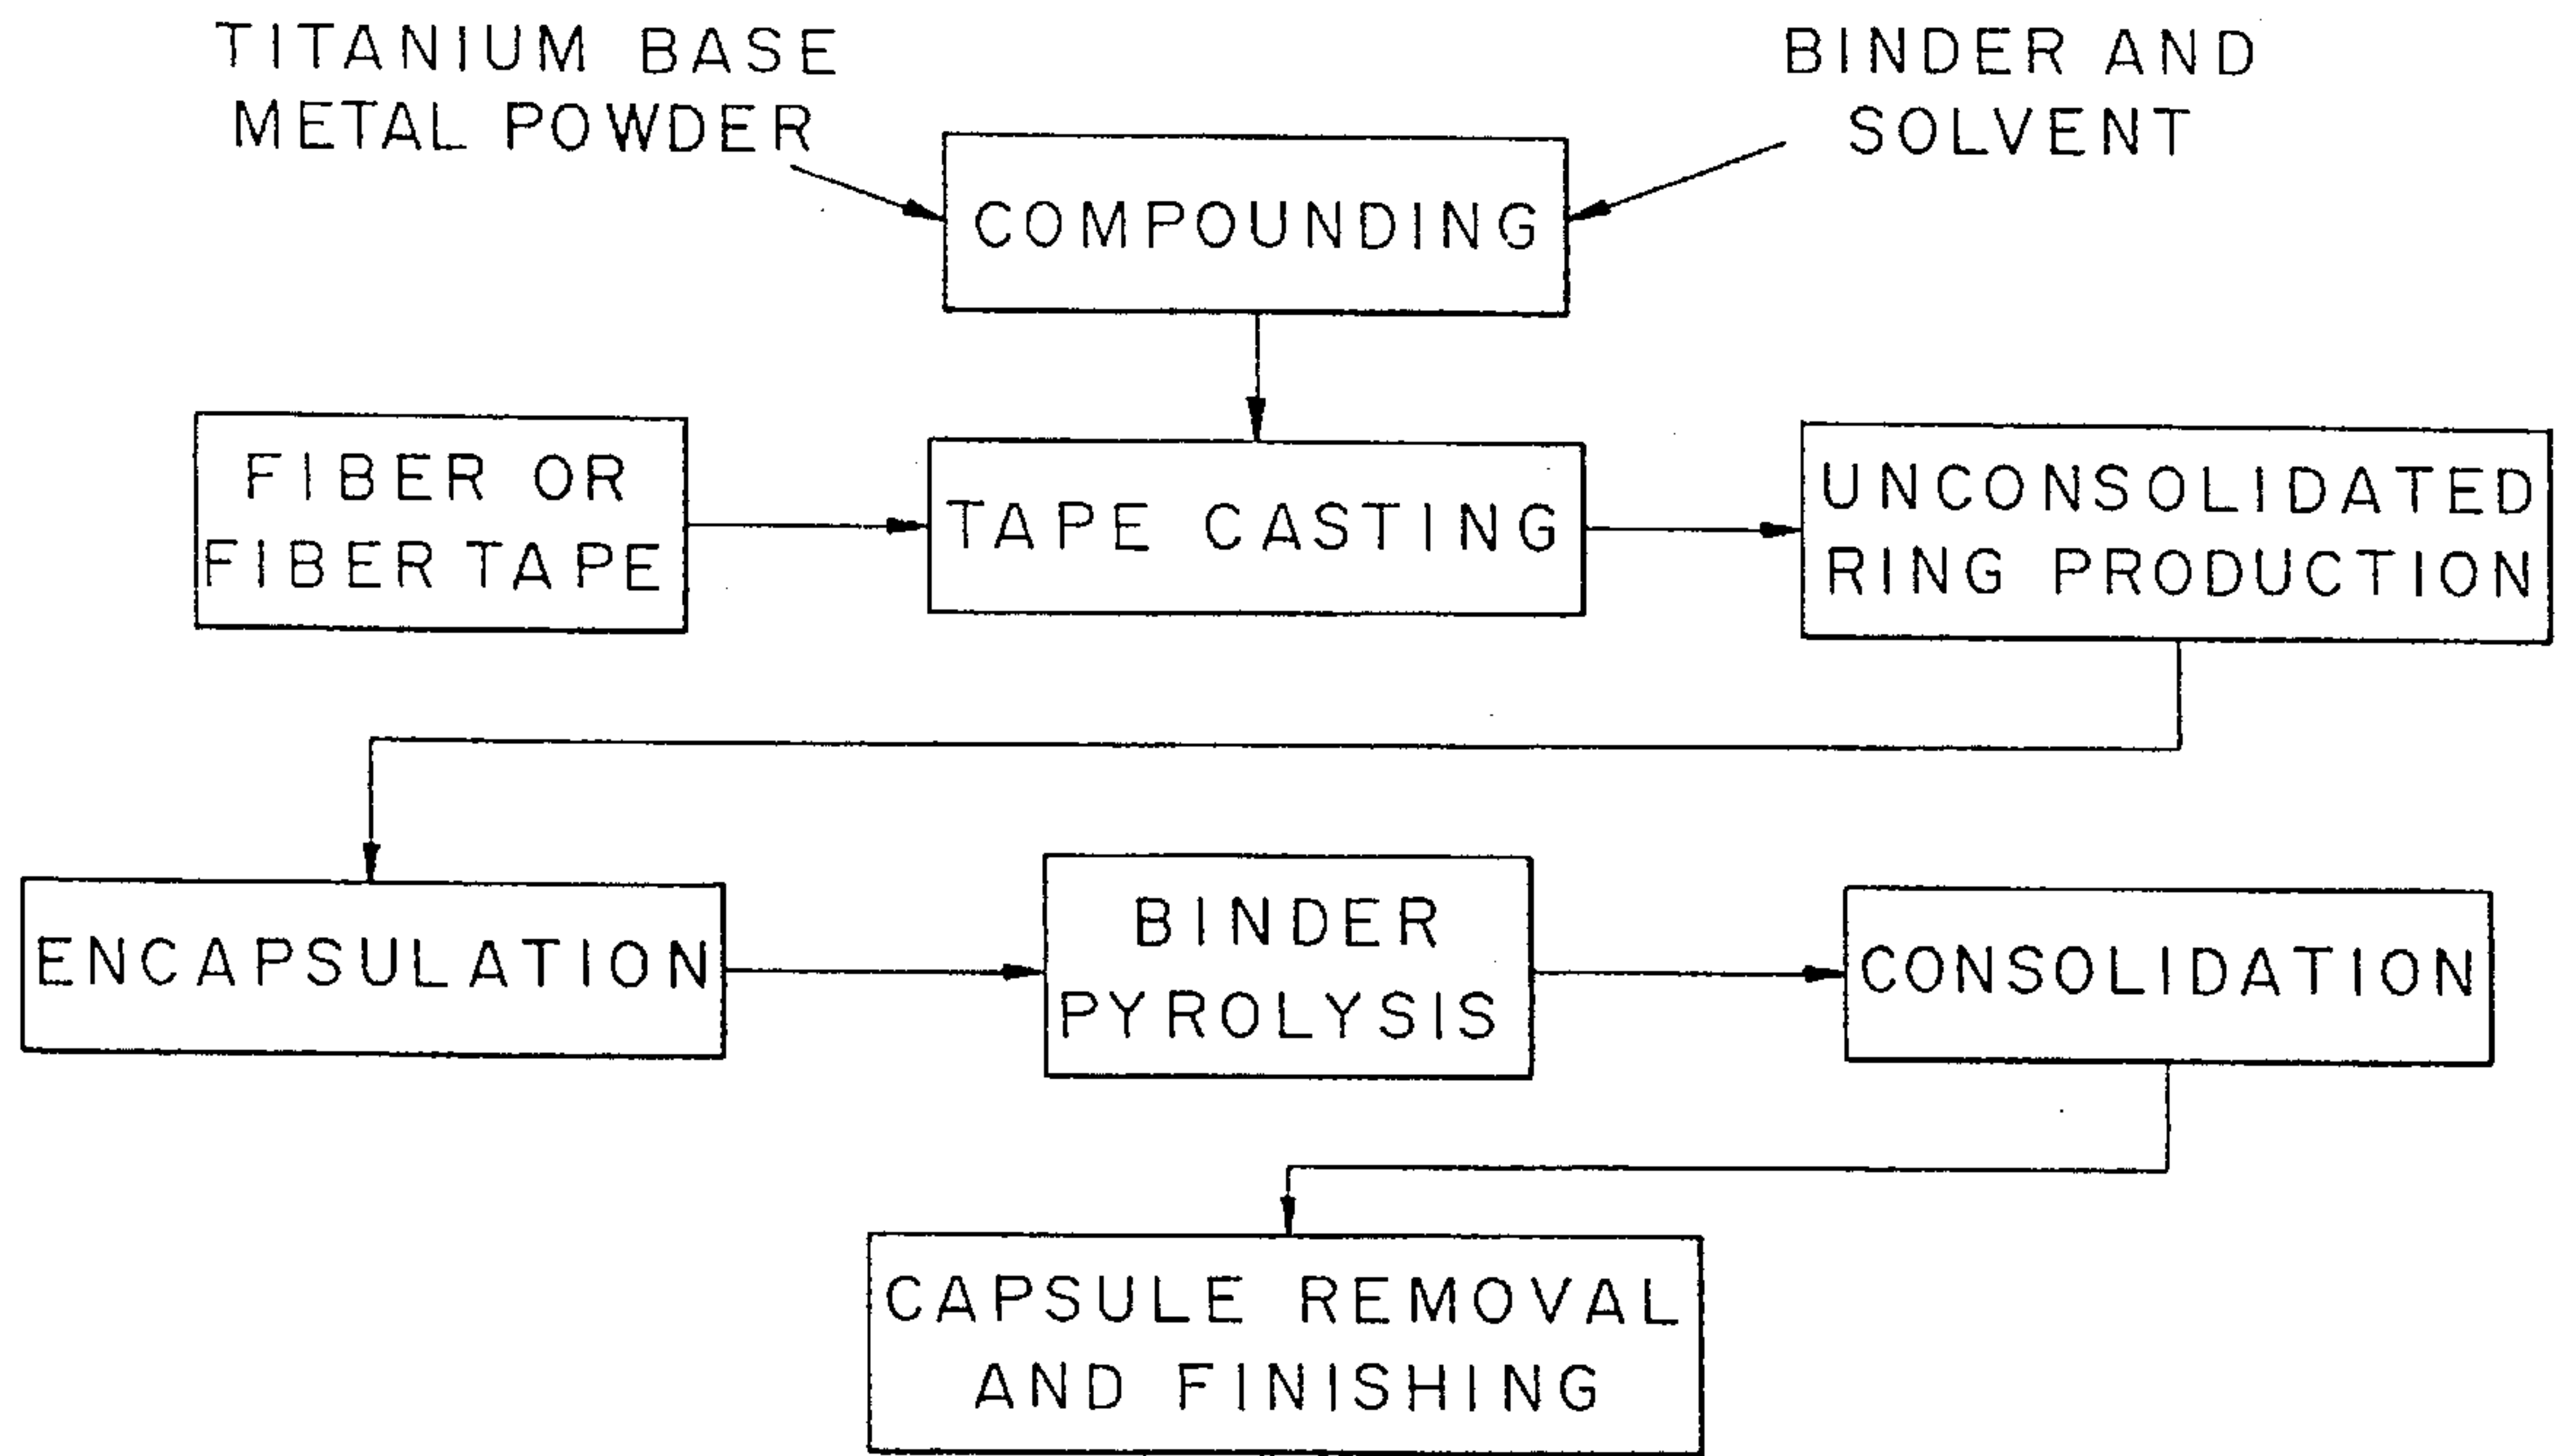 TITANIUM BASE
METAL POWDER
BINDER AND
SOLVENT
COMPOUNDING
FIBER OR
FIBER TAPE
TAPE CASTING
UNCONSOLIDATED
RING PRODUCTION
ENCAPSULATION
BINDER
PYROLYSIS
CONSOLIDATION
CAPSULE REMOVAL
AND FINISHING